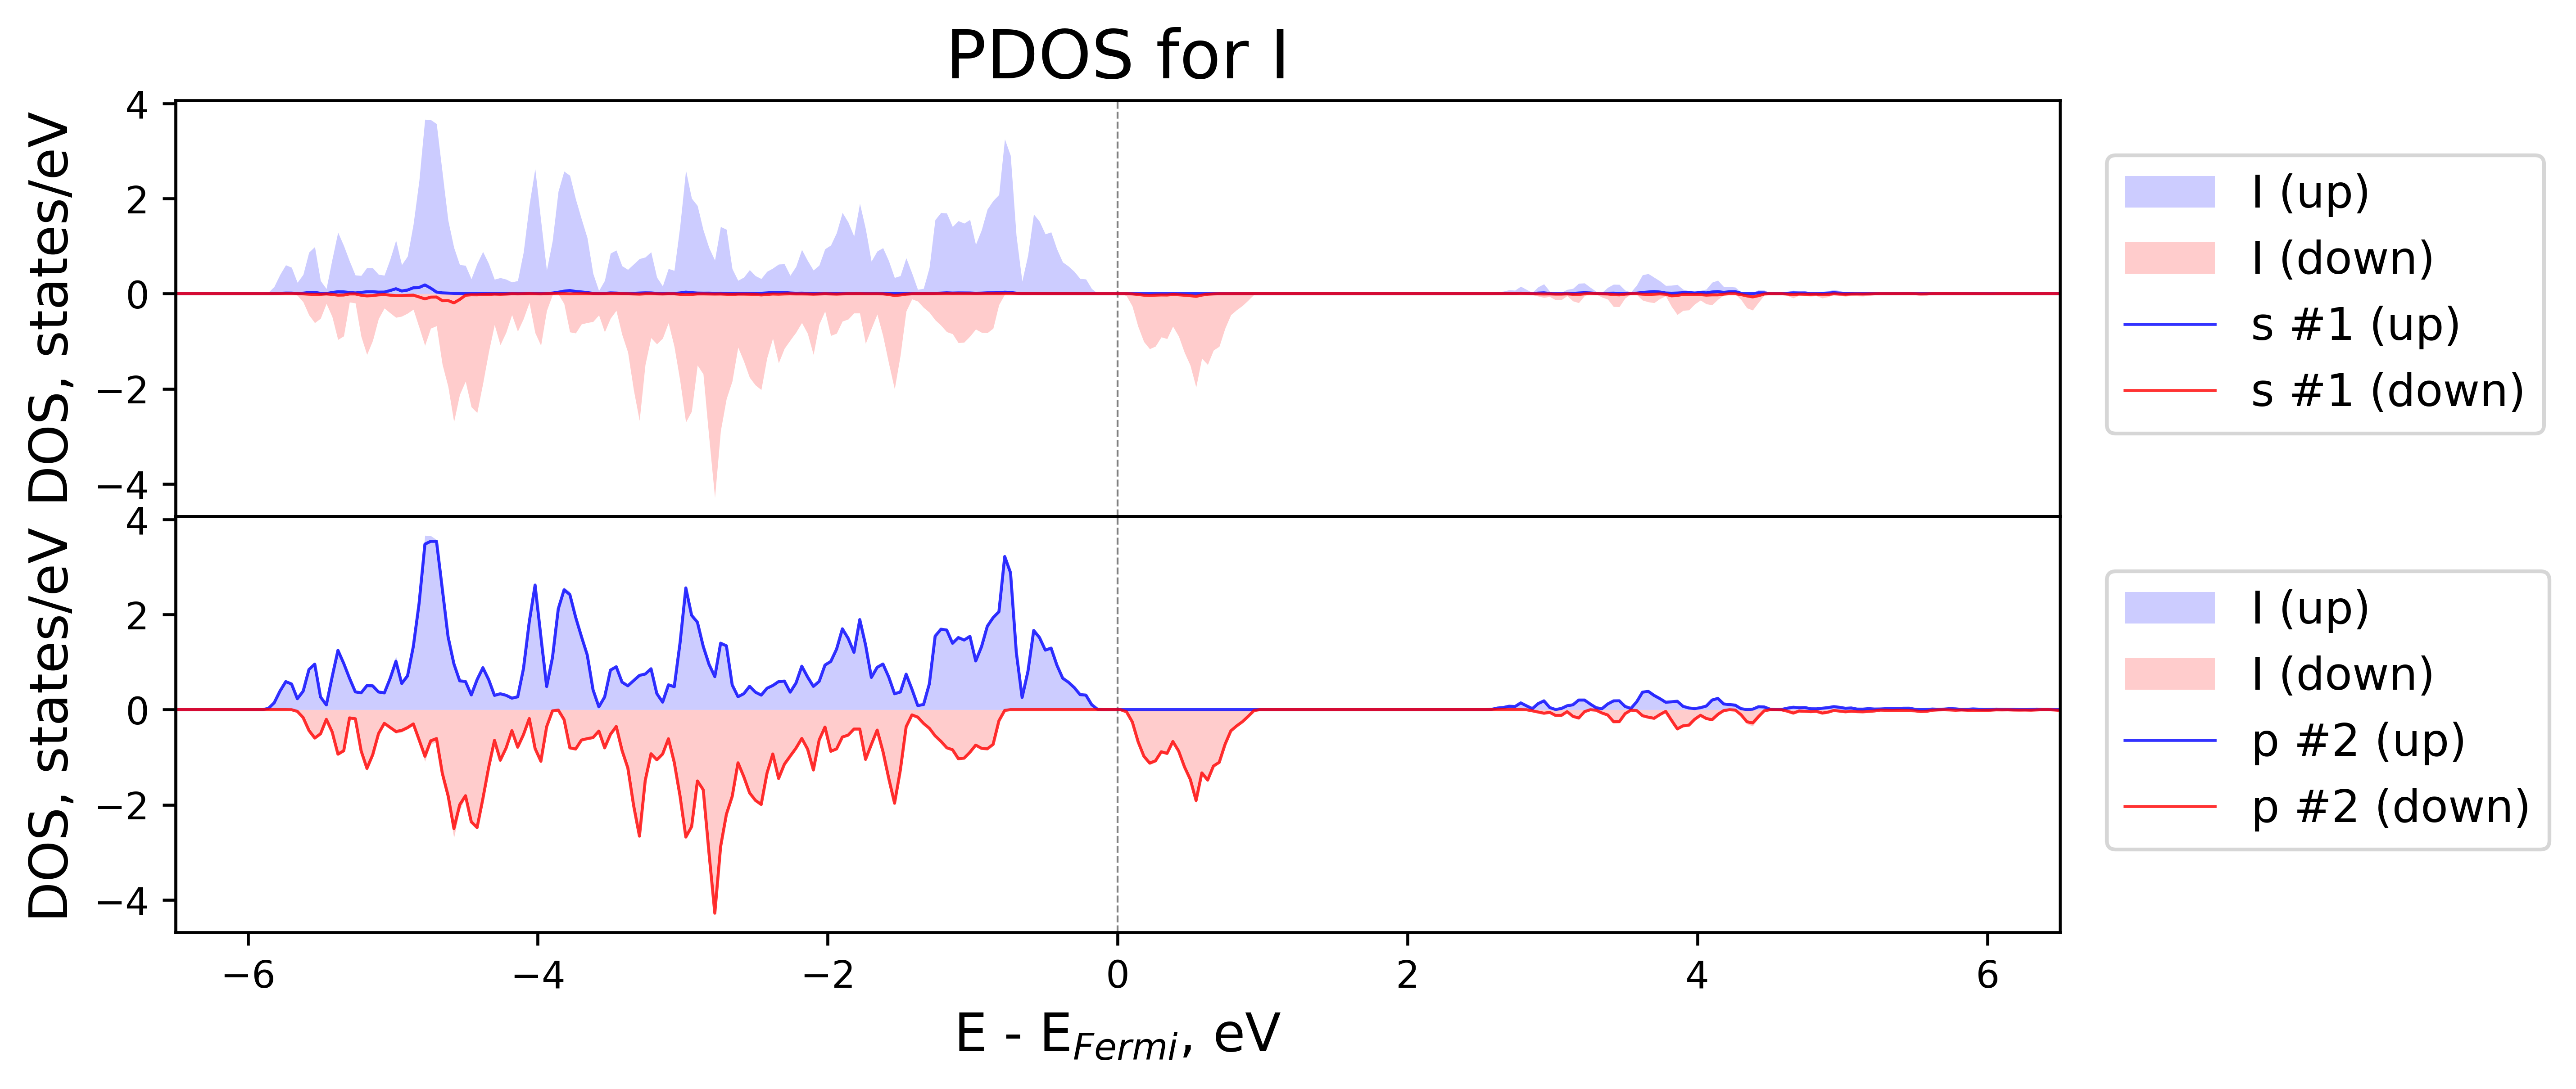 PDOS for I
DOS, states/eV
4
2
0
−2
−4
I (up)
I (down)
s #1 (up)
s #1 (down)
DOS, states/eV
4
2
0
−2
−4
I (up)
I (down)
p #2 (up)
p #2 (down)
−6 −4 −2 0 2 4 6
E - E_Fermi, eV